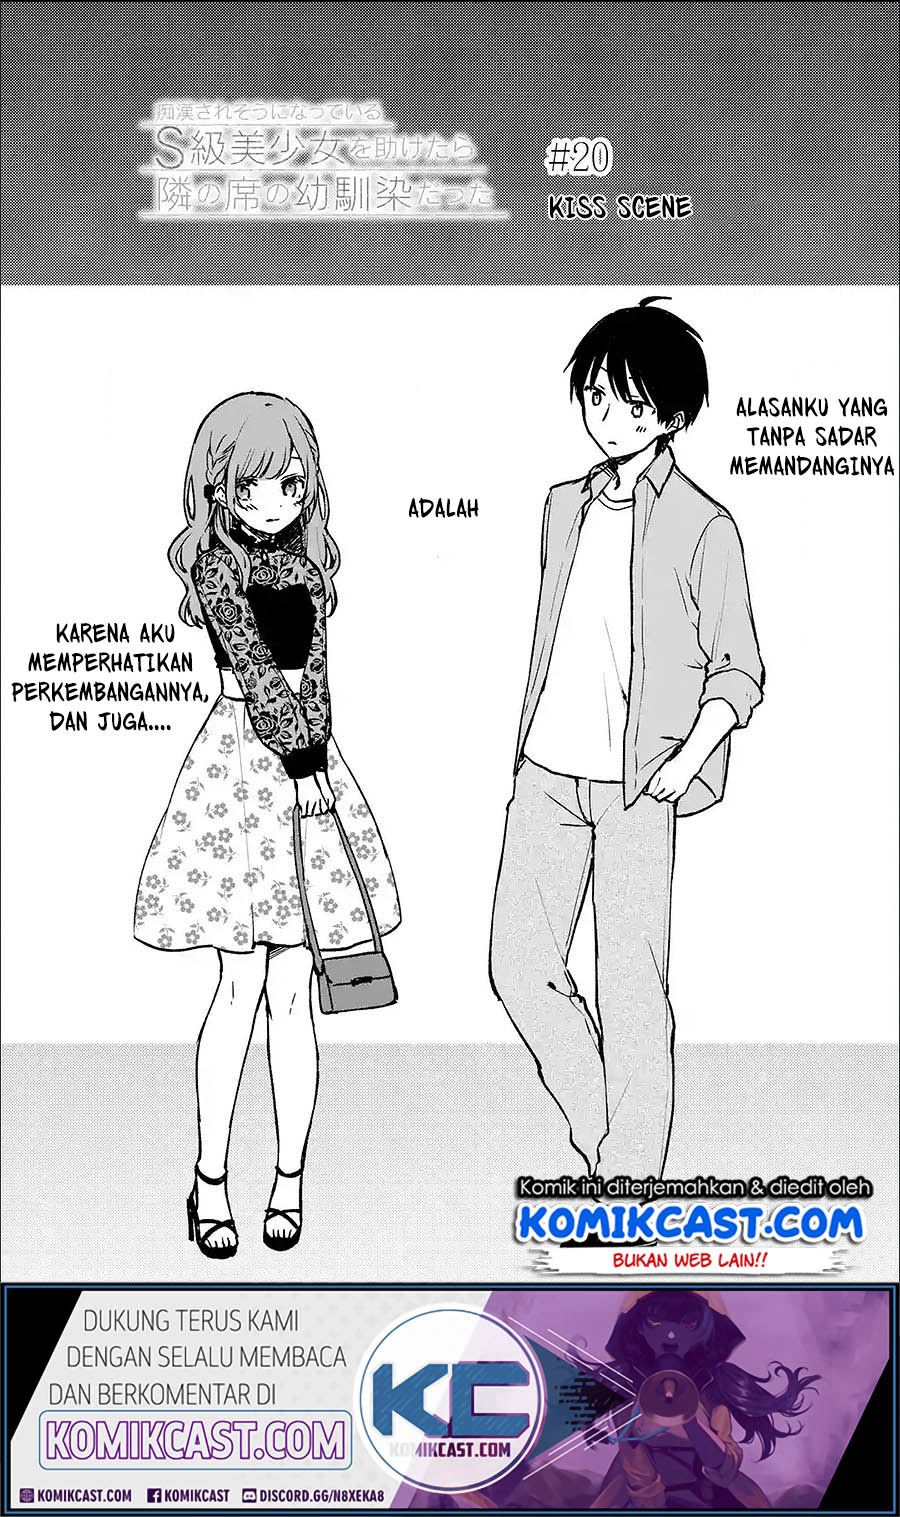 痴漢されそうになっている
S級美少女を助けたら
隣の席の幼馴染だった
#20
KISS SCENE
ALASANKU YANG
TANPA SADAR
MEMANDANGINYA
ADALAH
KARENA AKU
MEMPERHATIKAN
PERKEMBANGANNYA,
DAN JUGA....
Komik ini diterjemahkan & diedit oleh
KOMIKCAST.COM
BUKAN WEB LAIN!!
DUKUNG TERUS KAMI
DENGAN SELALU MEMBACA
DAN BERKOMENTAR DI
KOMIKCAST.COM
KC
KOMIKCAST.COM
KOMIKCAST.COM KOMIKCAST DISCORD.GG/N8XEKA8